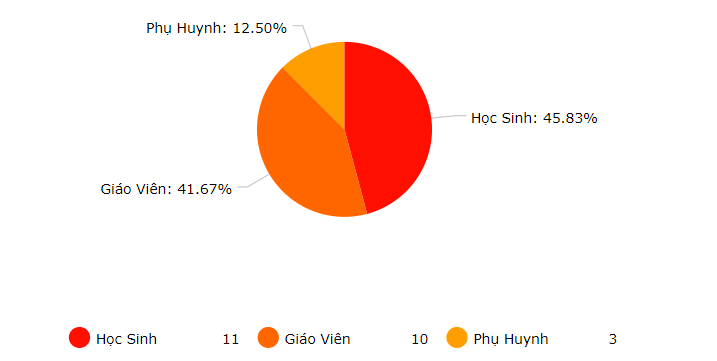 Phụ Huynh: 12.50%
Học Sinh: 45.83%
Giáo Viên: 41.67%
Học Sinh 11 Giáo Viên 10 Phụ Huynh 3